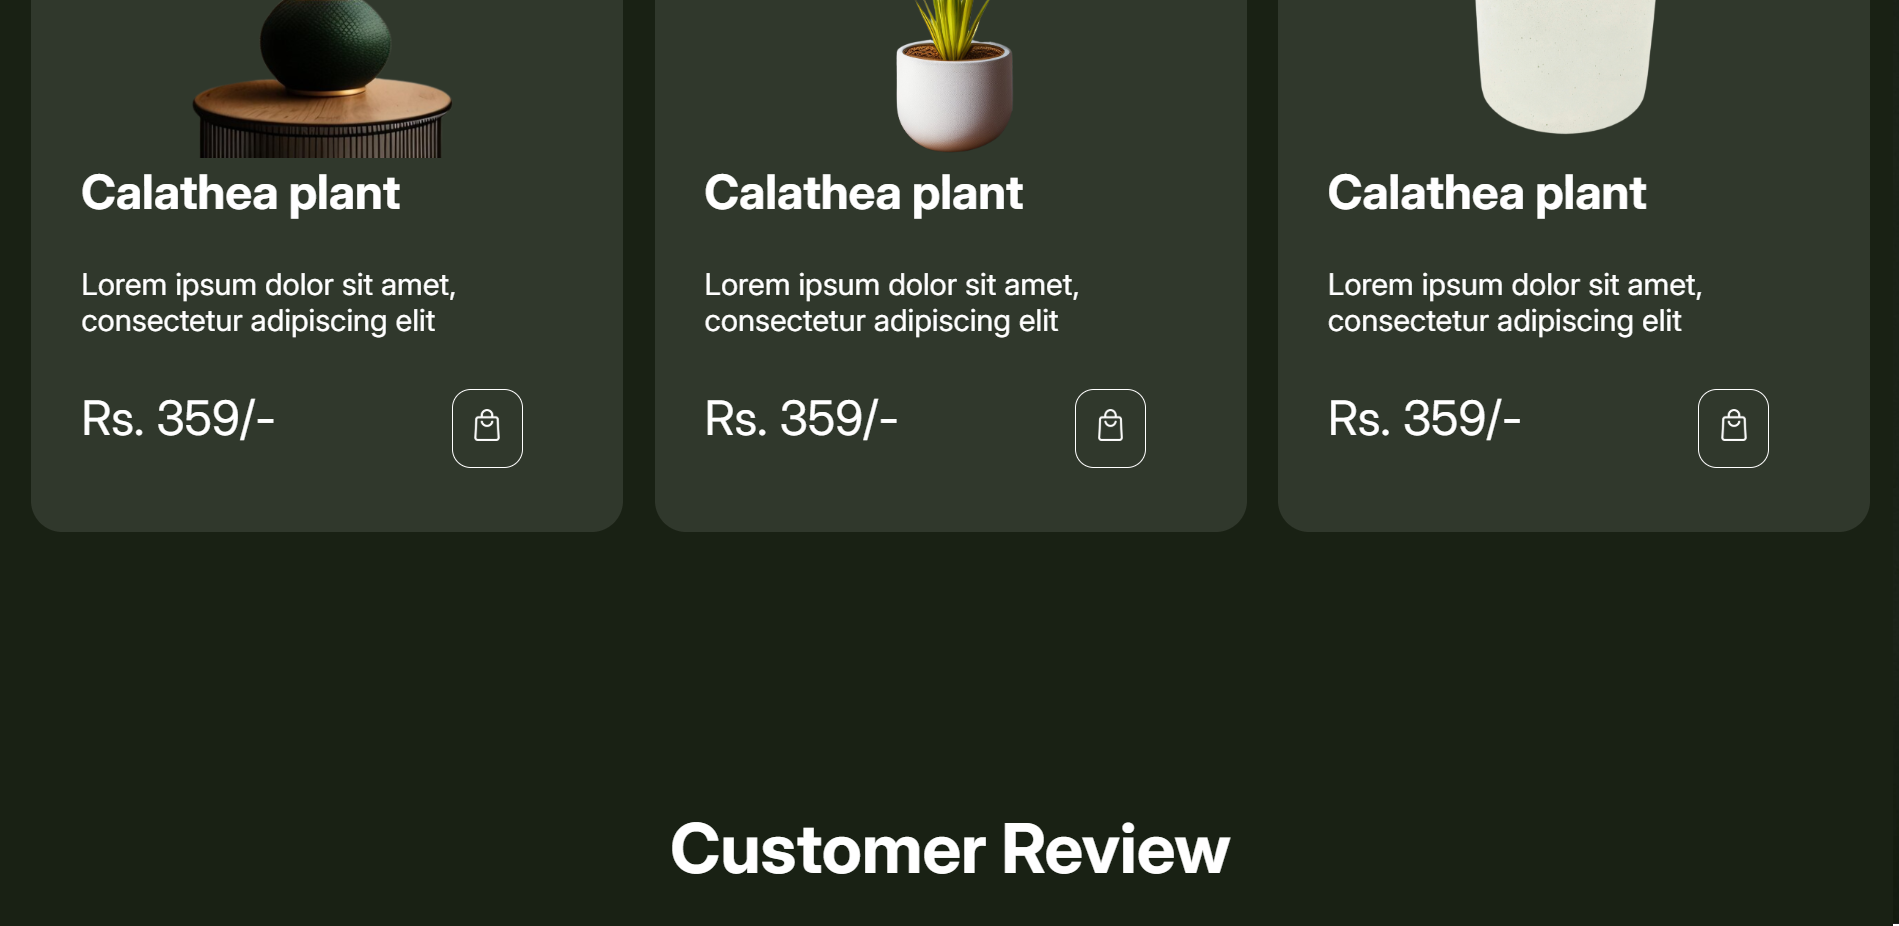 Calathea plant
Lorem ipsum dolor sit amet,
consectetur adipiscing elit
Rs. 359/-
Calathea plant
Lorem ipsum dolor sit amet,
consectetur adipiscing elit
Rs. 359/-
Calathea plant
Lorem ipsum dolor sit amet,
consectetur adipiscing elit
Rs. 359/-
Customer Review